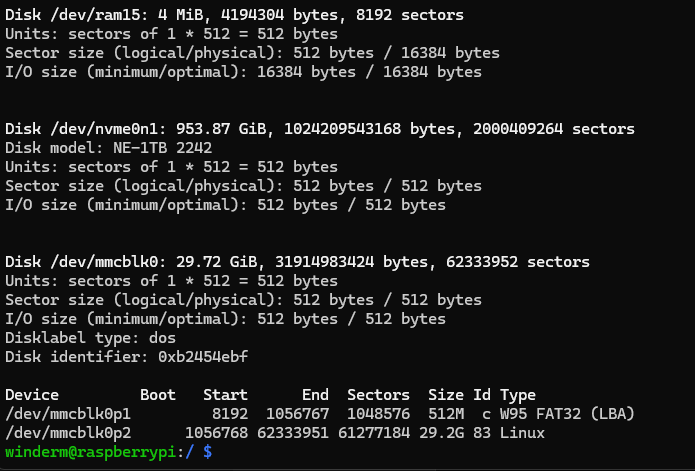 Disk /dev/ram15: 4 MiB, 4194304 bytes, 8192 sectors
Units: sectors of 1 * 512 = 512 bytes
Sector size (logical/physical): 512 bytes / 16384 bytes
I/O size (minimum/optimal): 16384 bytes / 16384 bytes

Disk /dev/nvme0n1: 953.87 GiB, 1024209543168 bytes, 2000409264 sectors
Disk model: NE-1TB 2242
Units: sectors of 1 * 512 = 512 bytes
Sector size (logical/physical): 512 bytes / 512 bytes
I/O size (minimum/optimal): 512 bytes / 512 bytes

Disk /dev/mmcblk0: 29.72 GiB, 31914983424 bytes, 62333952 sectors
Units: sectors of 1 * 512 = 512 bytes
Sector size (logical/physical): 512 bytes / 512 bytes
I/O size (minimum/optimal): 512 bytes / 512 bytes
Disklabel type: dos
Disk identifier: 0xb2454ebf

Device         Boot   Start      End  Sectors  Size Id Type
/dev/mmcblk0p1         8192  1056767  1048576  512M  c W95 FAT32 (LBA)
/dev/mmcblk0p2      1056768 62333951 61277184 29.2G 83 Linux
winderm@raspberrypi:/ $